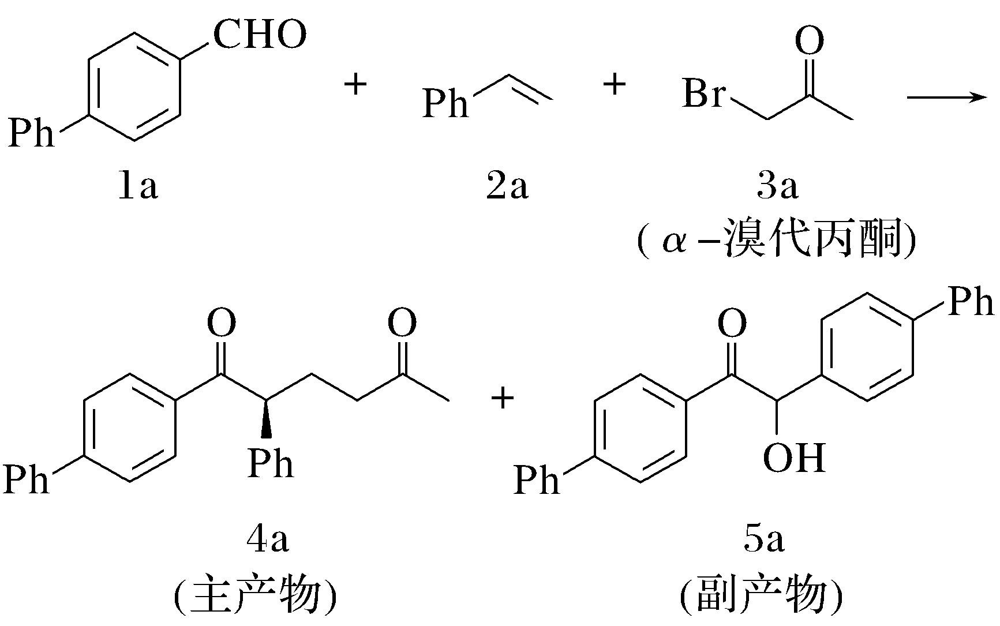 CHO
O
Ph + Ph + Br
1a 2a 3a
(α-溴代丙酮)
O O O Ph
+
Ph Ph Ph OH
4a 5a
(主产物) (副产物)